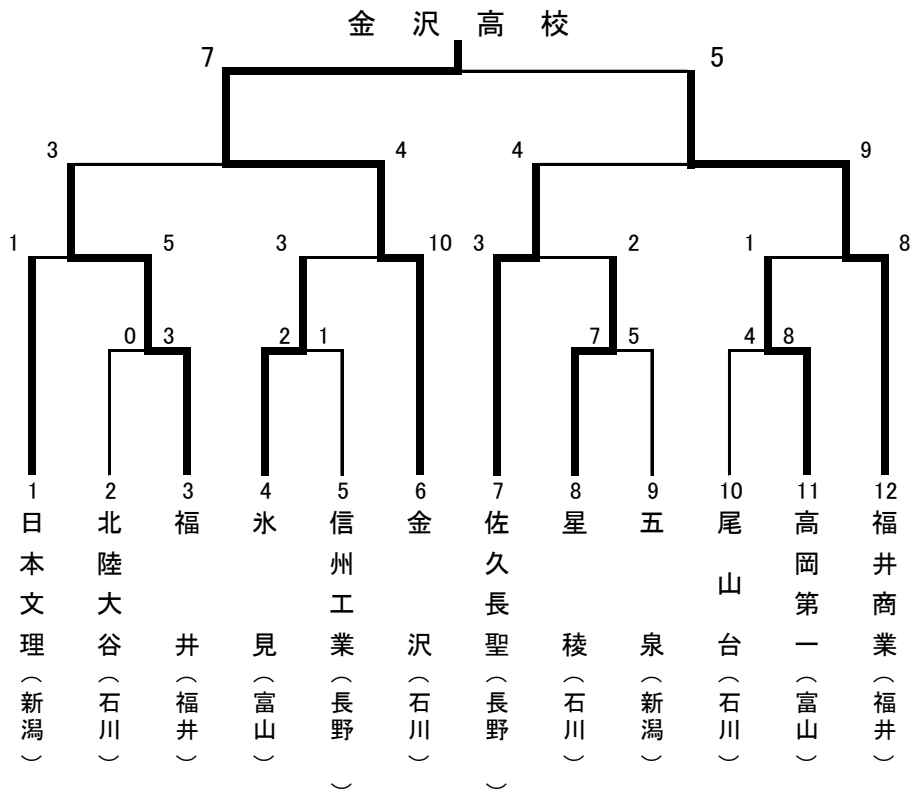 金沢高校
7 5
3 4 4 9
1 5 3 10 3 2 1 8
0 3 2 1 7 5 4 8
1 2 3 4 5 6 7 8 9 10 11 12
日本文理（新潟）
北陸大谷（石川）
福井（福井）
氷見（富山）
信州工業（長野）
金沢（石川）
佐久長聖（長野）
星稜（石川）
五泉（新潟）
尾山台（石川）
高岡第一（富山）
福井商業（福井）